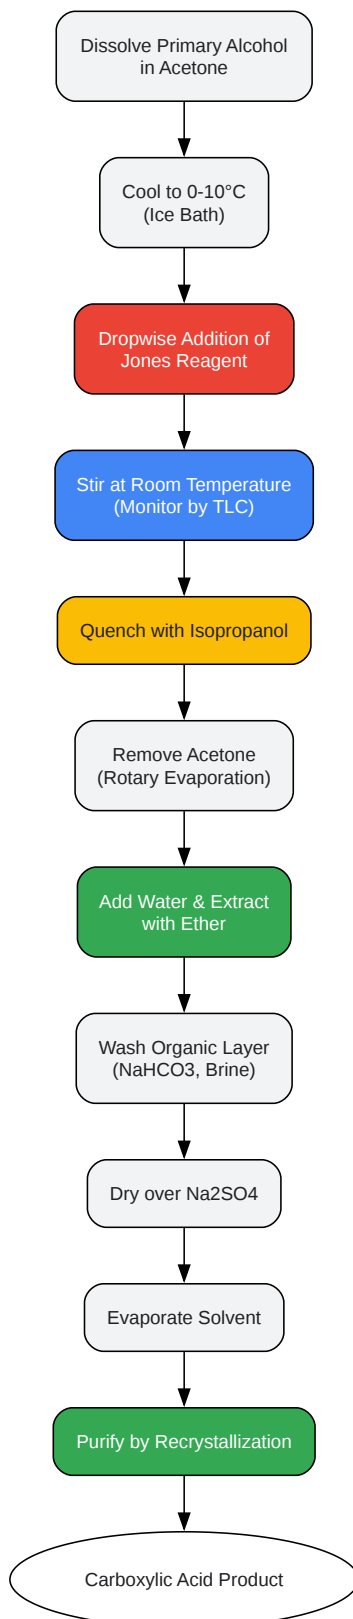 Dissolve Primary Alcohol
in Acetone
Cool to 0-10°C
(Ice Bath)
Dropwise Addition of
Jones Reagent
Stir at Room Temperature
(Monitor by TLC)
Quench with Isopropanol
Remove Acetone
(Rotary Evaporation)
Add Water & Extract
with Ether
Wash Organic Layer
(NaHCO3, Brine)
Dry over Na2SO4
Evaporate Solvent
Purify by Recrystallization
Carboxylic Acid Product